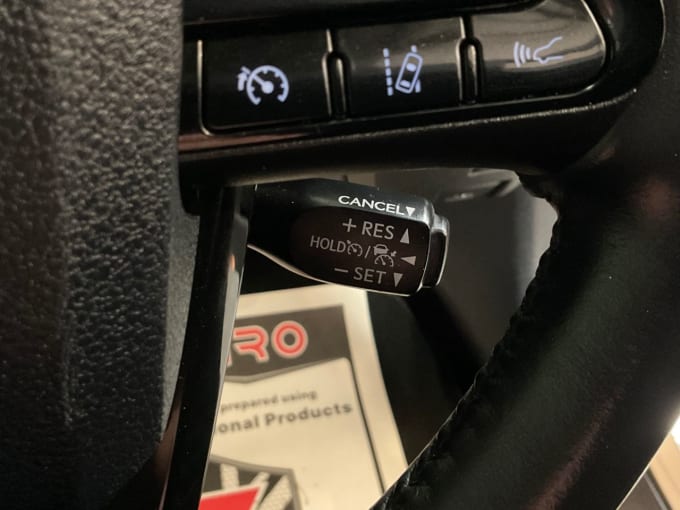 CANCEL▼
+ RES ▲
HOLD / ◀
− SET ▼
RO
prepared using
onal Products